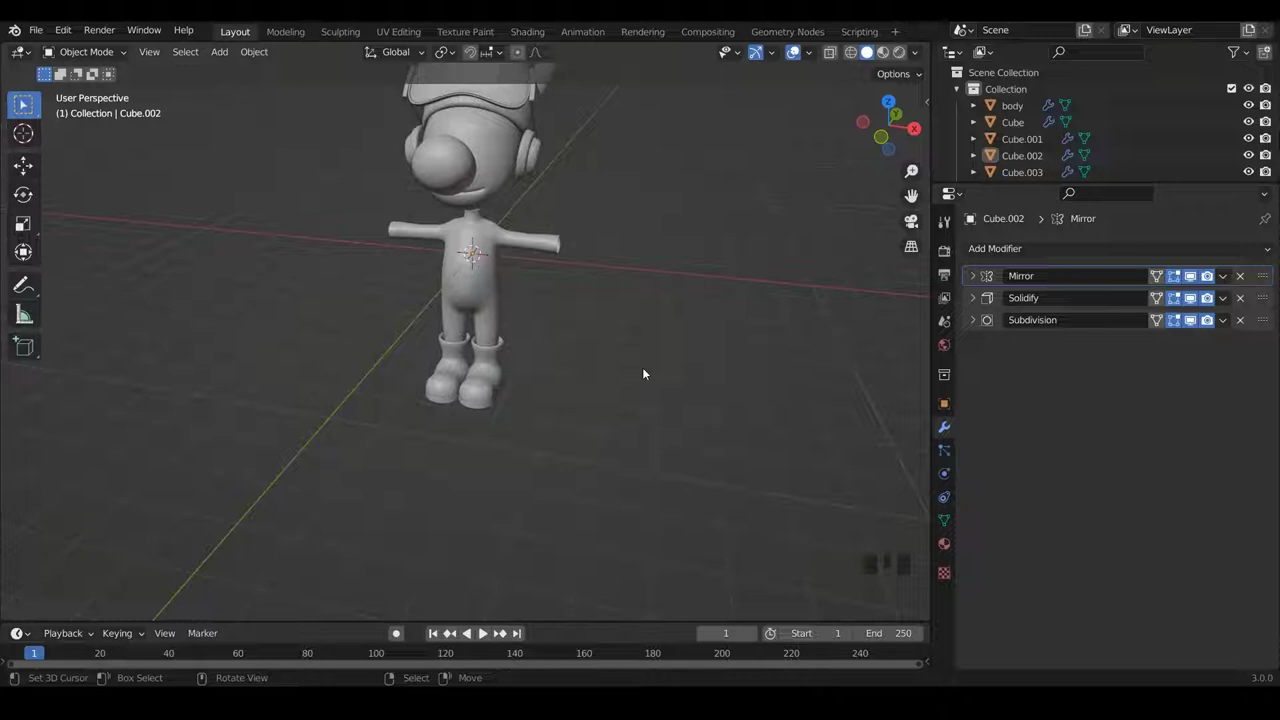 File Edit Render Window Help Layout Modeling Sculpting UV Editing Texture Paint Shading Animation Rendering Compositing Geometry Nodes Scripting + Scene ViewLayer
Object Mode View Select Add Object Global
Options
User Perspective
(1) Collection | Cube.002
Z
Y
X
Scene Collection
Collection
body
Cube
Cube.001
Cube.002
Cube.003
Cube.002 > Mirror
Add Modifier
Mirror
Solidify
Subdivision
Playback Keying View Marker 1 Start 1 End 250
1 20 40 60 80 100 120 140 160 180 200 220 240
Set 3D Cursor Box Select Rotate View Select Move 3.0.0